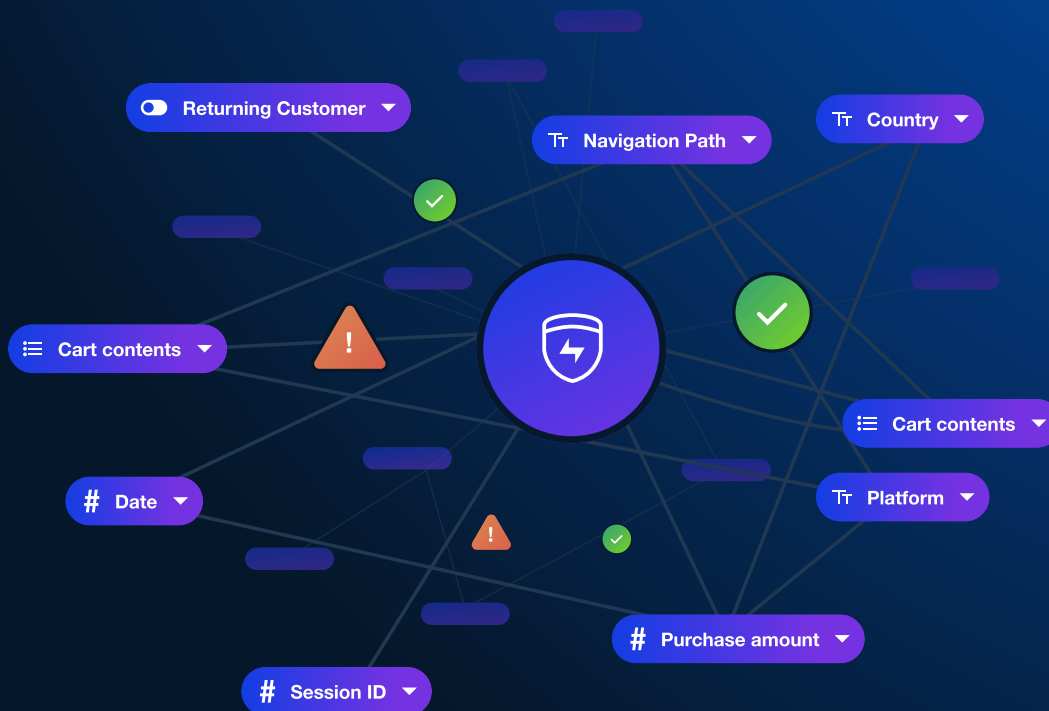 Returning Customer
Navigation Path
Country
Cart contents
Cart contents
Date
Platform
Purchase amount
Session ID